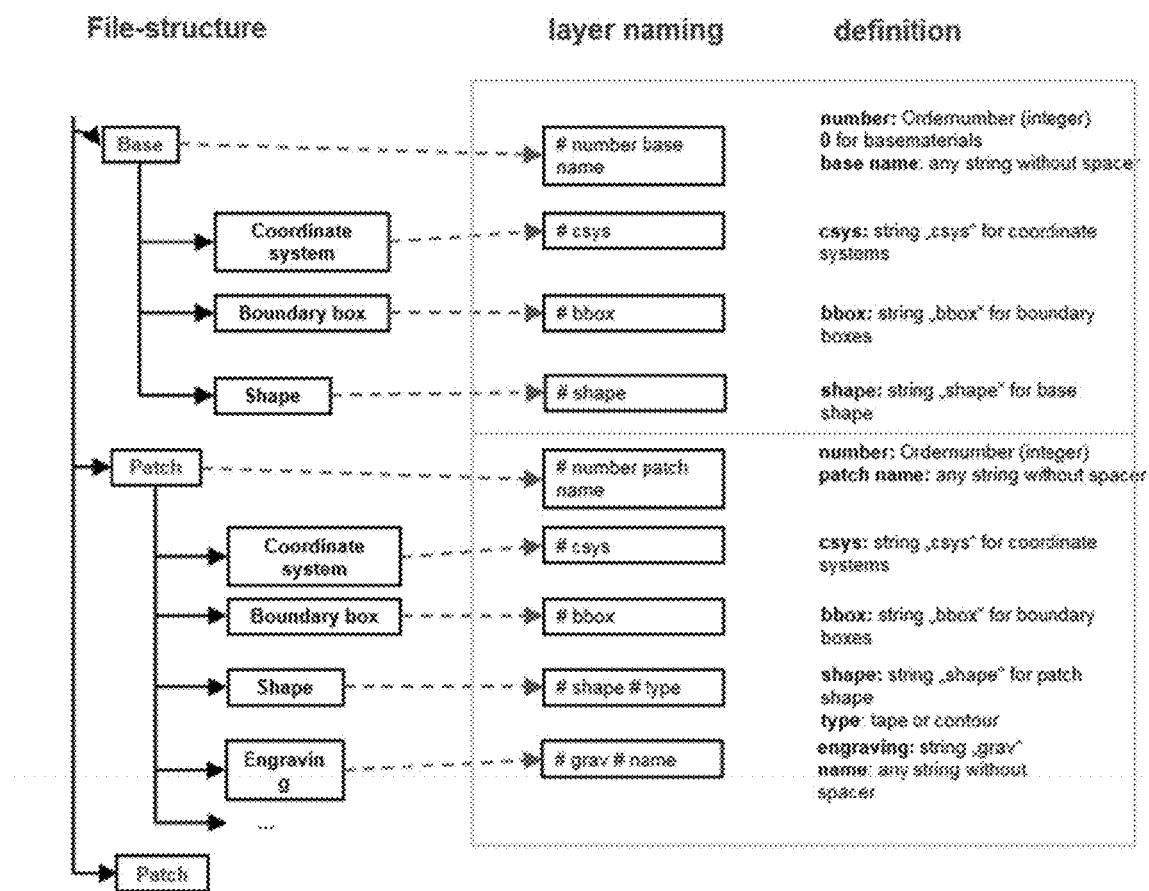 File-structure layer naming definition
Base
# number base
name
number: Ordernumber (integer)
0 for basematerials
base name: any string without spacer
Coordinate
system
# csys
csys: string „csys“ for coordinate
systems
Boundary box
# bbox
bbox: string „bbox“ for boundary
boxes
Shape
# shape
shape: string „shape“ for base
shape
Patch
# number patch
name
number: Ordernumber (integer)
patch name: any string without spacer
Coordinate
system
# csys
csys: string „csys“ for coordinate
systems
Boundary box
# bbox
bbox: string „bbox“ for boundary
boxes
Shape
# shape # type
shape: string „shape“ for patch
shape
type: tape or contour
Engravin
g
# grav # name
engraving: string „grav“
name: any string without
spacer
...
Patch